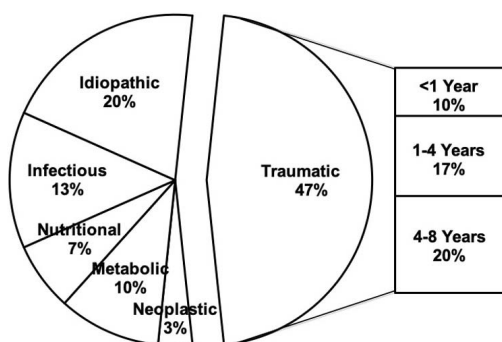 Idiopathic
20%
Infectious
13%
Nutritional
7%
Metabolic
10%
Neoplastic
3%
Traumatic
47%
<1 Year
10%
1-4 Years
17%
4-8 Years
20%